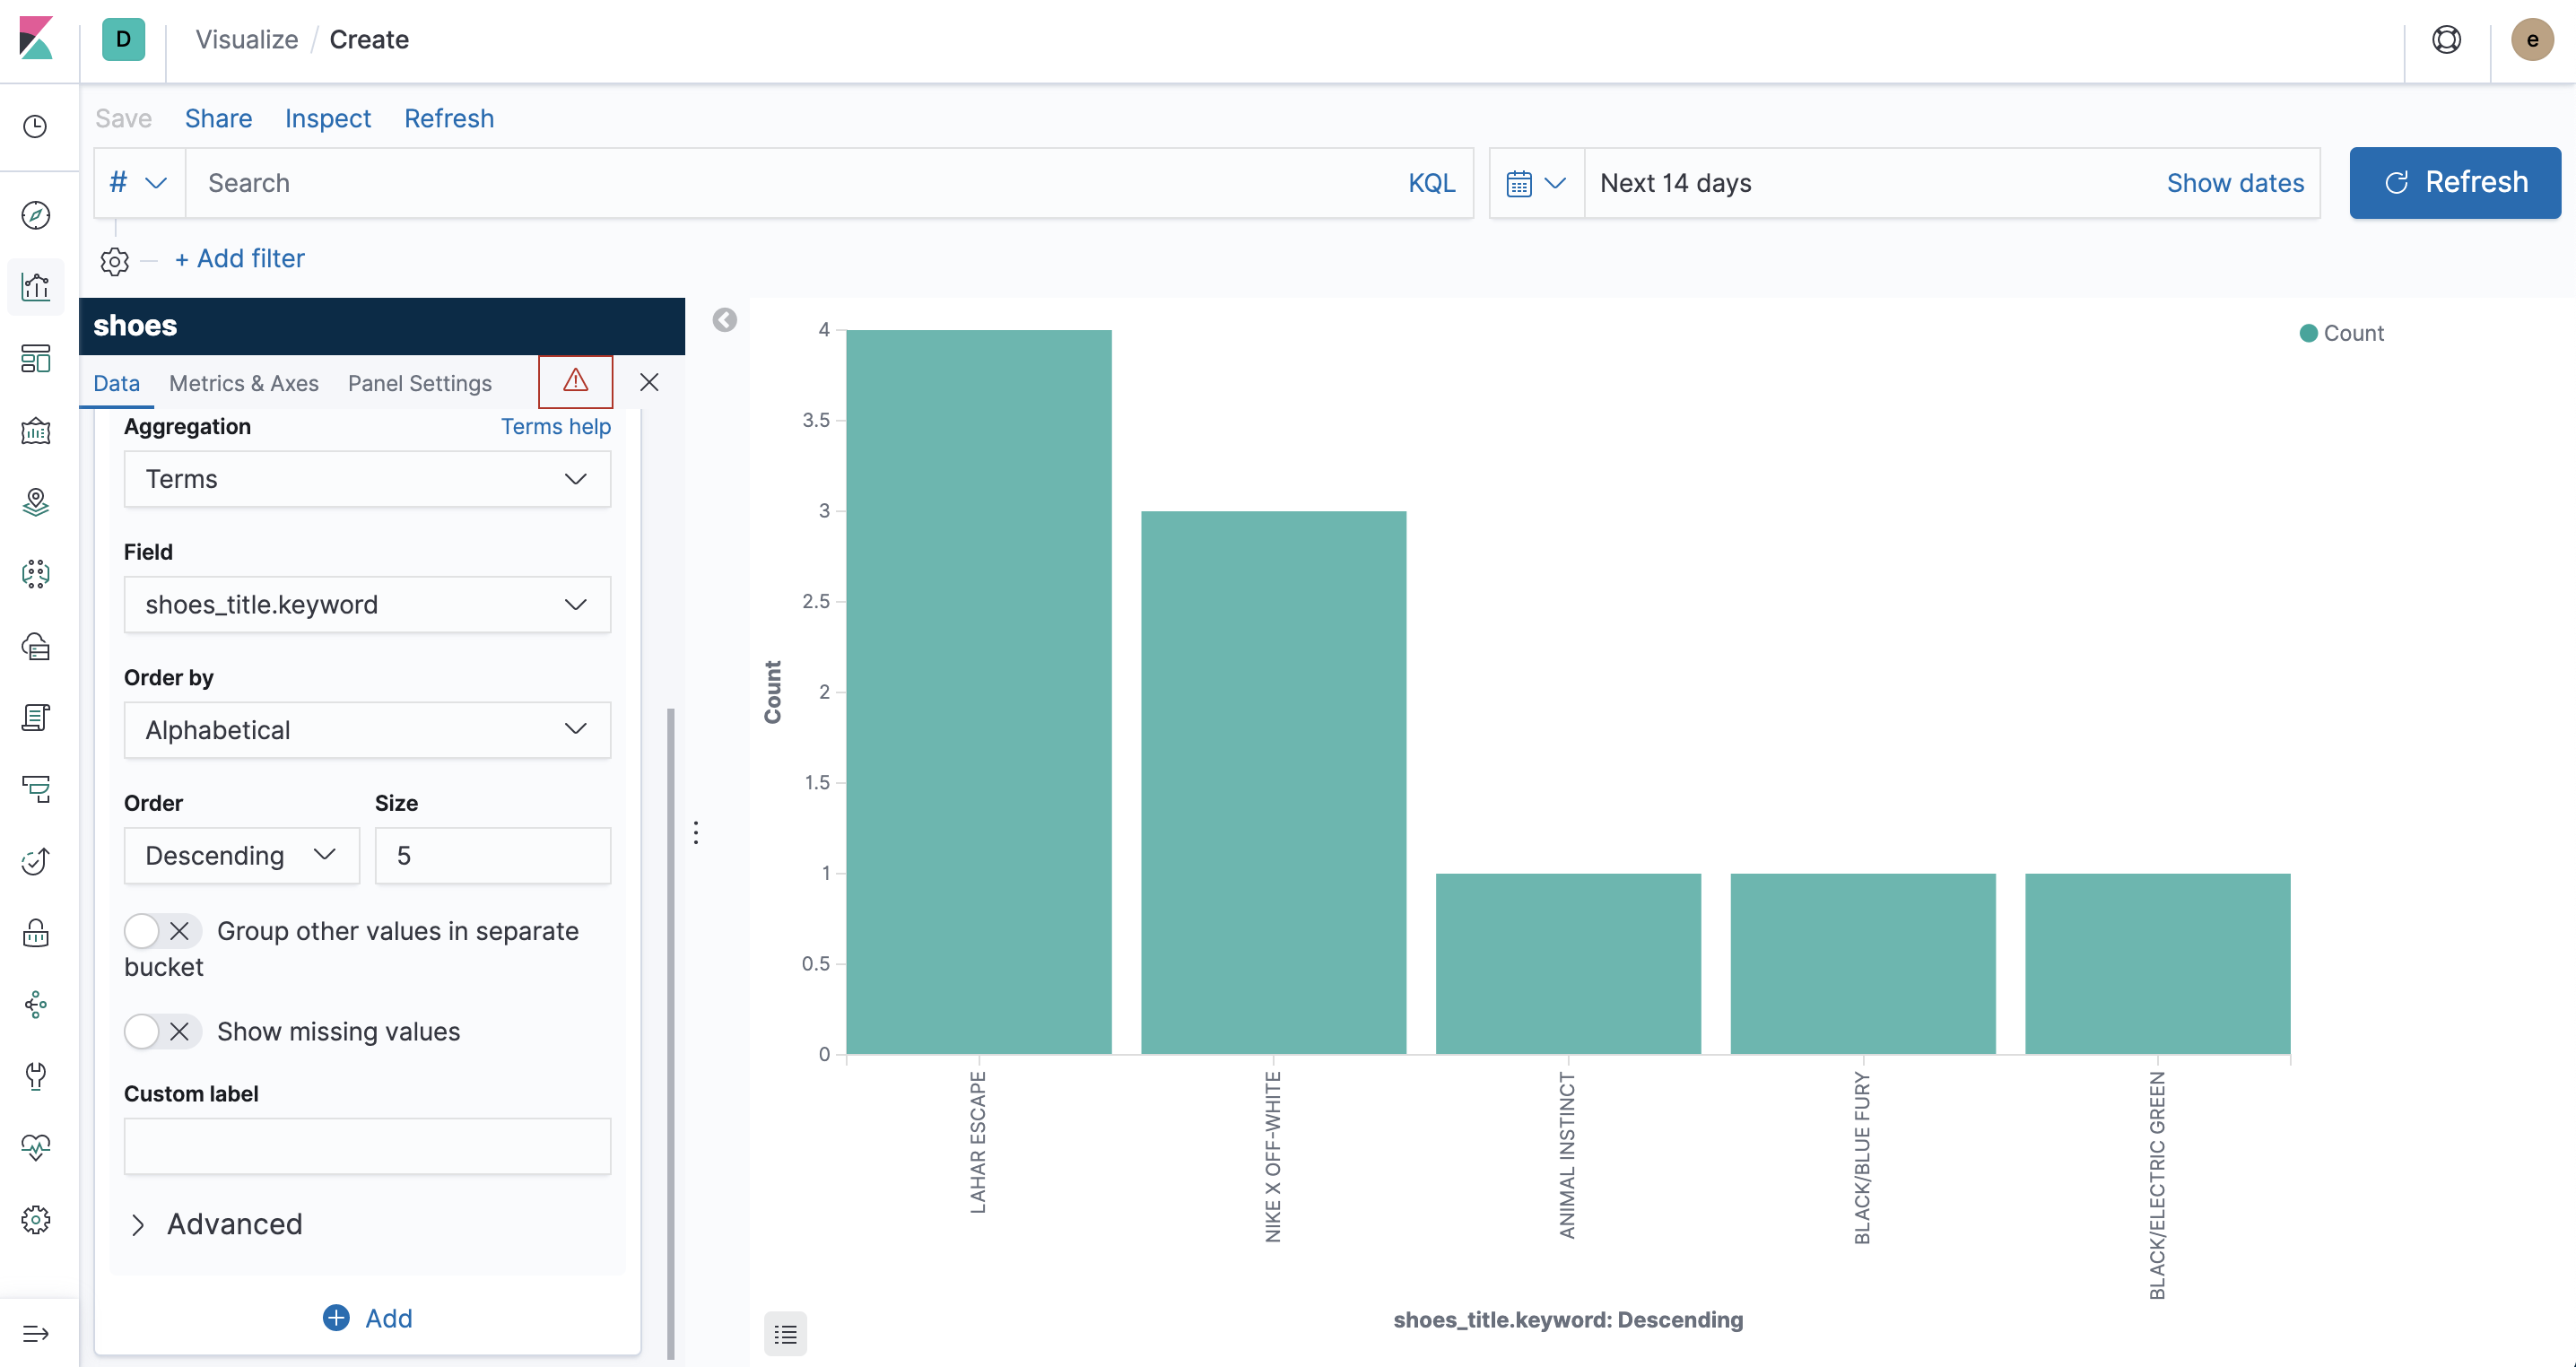 D
Visualize / Create
e
Save Share Inspect Refresh
# Search KQL
Next 14 days Show dates
Refresh
+ Add filter
shoes
Data Metrics & Axes Panel Settings
Aggregation Terms help
Terms
Field
shoes_title.keyword
Order by
Alphabetical
Order Size
Descending 5
Group other values in separate
bucket
Show missing values
Custom label
Advanced
Add
Count
4
3.5
3
2.5
2
1.5
1
0.5
0
Count
LAHAR ESCAPE
NIKE X OFF-WHITE
ANIMAL INSTINCT
BLACK/BLUE FURY
BLACK/ELECTRIC GREEN
shoes_title.keyword: Descending